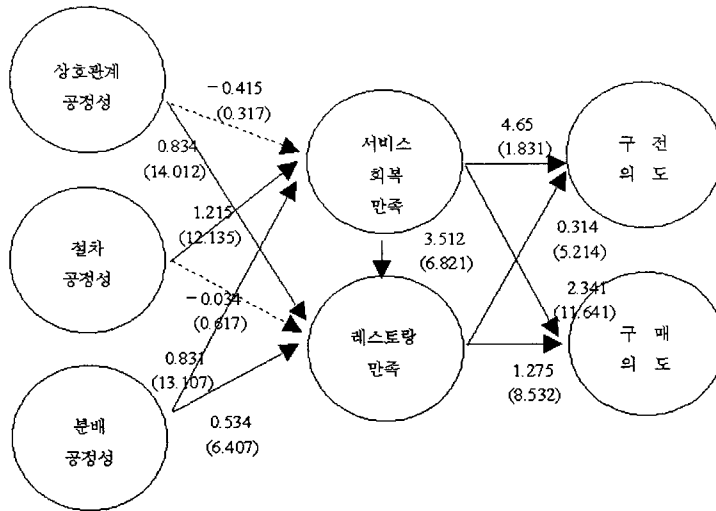 상호관계
공정성
절차
공정성
분배
공정성
서비스
회복
만족
레스토랑
만족
구 전
의 도
구 매
의 도
−0.415
(0.317)
0.834
(14.012)
1.215
(12.135)
−0.034
(0.617)
0.831
(13.107)
0.534
(6.407)
3.512
(6.821)
4.65
(1.831)
0.314
(5.214)
2.341
(11.641)
1.275
(8.532)